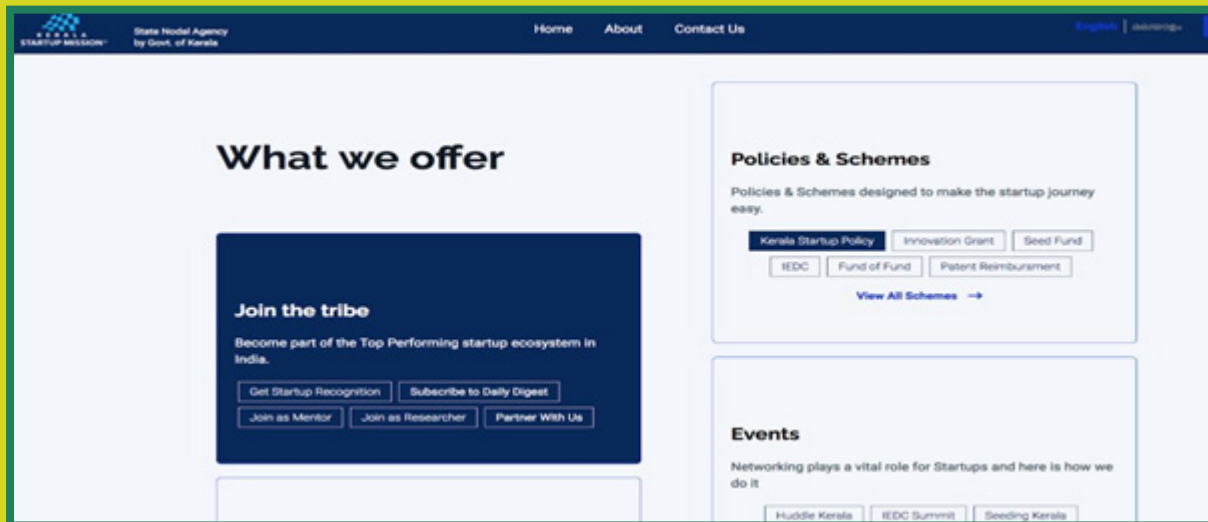 KERALA
STARTUP MISSION
State Nodal Agency
by Govt. of Kerala
Home About Contact Us
English |
What we offer
Join the tribe
Become part of the Top Performing startup ecosystem in
India.
Get Startup Recognition Subscribe to Daily Digest
Join as Mentor Join as Researcher Partner With Us
Policies & Schemes
Policies & Schemes designed to make the startup journey
easy.
Kerala Startup Policy Innovation Grant Seed Fund
IEDC Fund of Fund Patent Reimbursment
View All Schemes →
Events
Networking plays a vital role for Startups and here is how we
do it
Huddle Kerala IEDC Summit Seeding Kerala